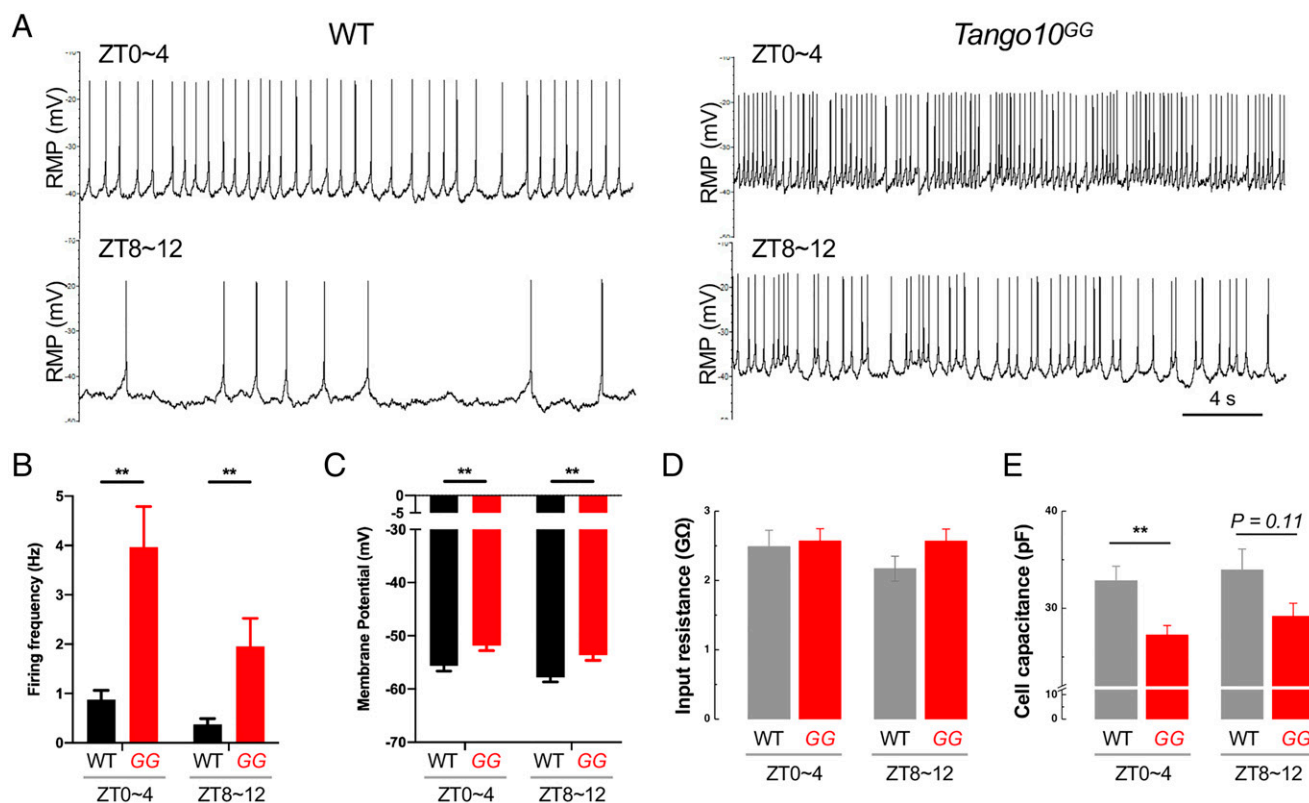 A
WT
Tango10GG
ZT0~4
ZT0~4
RMP (mV)
RMP (mV)
ZT8~12
ZT8~12
RMP (mV)
RMP (mV)
4 s
B
**
**
Firing frequency (Hz)
5
4
3
2
1
0
WT GG WT GG
ZT0~4 ZT8~12
C
**
**
Membrane Potential (mV)
0
-5
-30
-40
-50
-60
-70
WT GG WT GG
ZT0~4 ZT8~12
D
Input resistance (GΩ)
3
2
1
0
WT GG WT GG
ZT0~4 ZT8~12
E
**
P = 0.11
Cell capacitance (pF)
40
30
10
0
WT GG WT GG
ZT0~4 ZT8~12